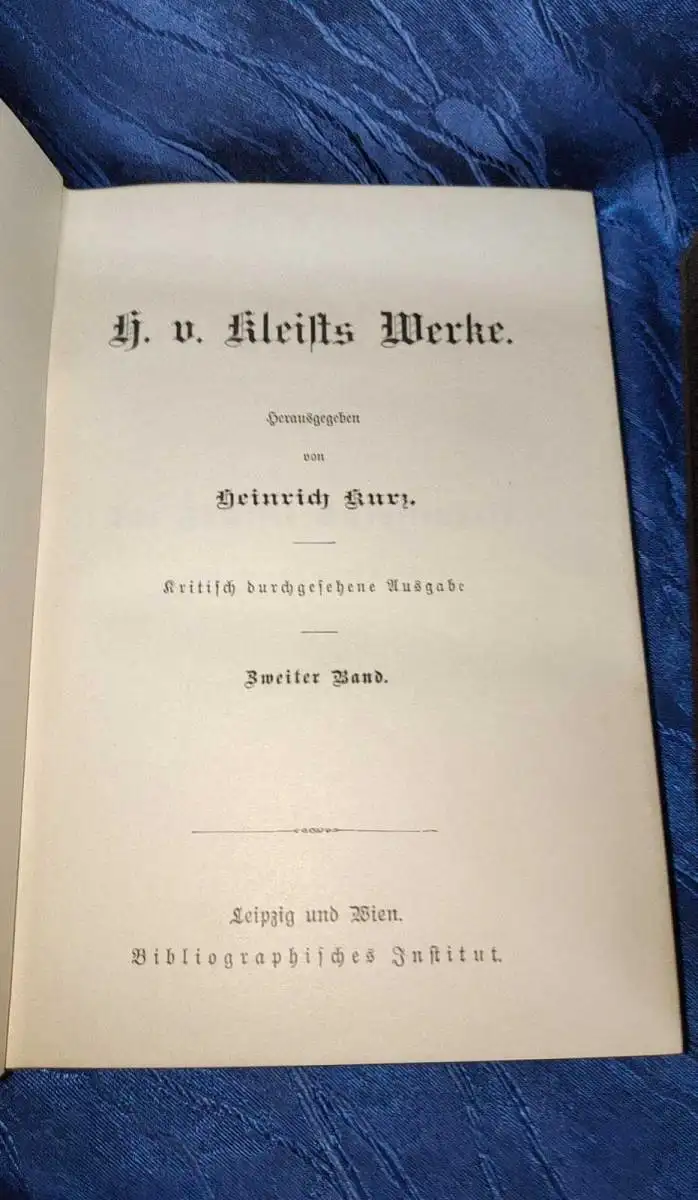 H. v. Kleiſts Werke.
Herausgegeben
von
Heinrich Kurz.
Kritiſch durchgeſehene Ausgabe
Zweiter Band.
Leipzig und Wien.
Bibliographiſches Inſtitut.